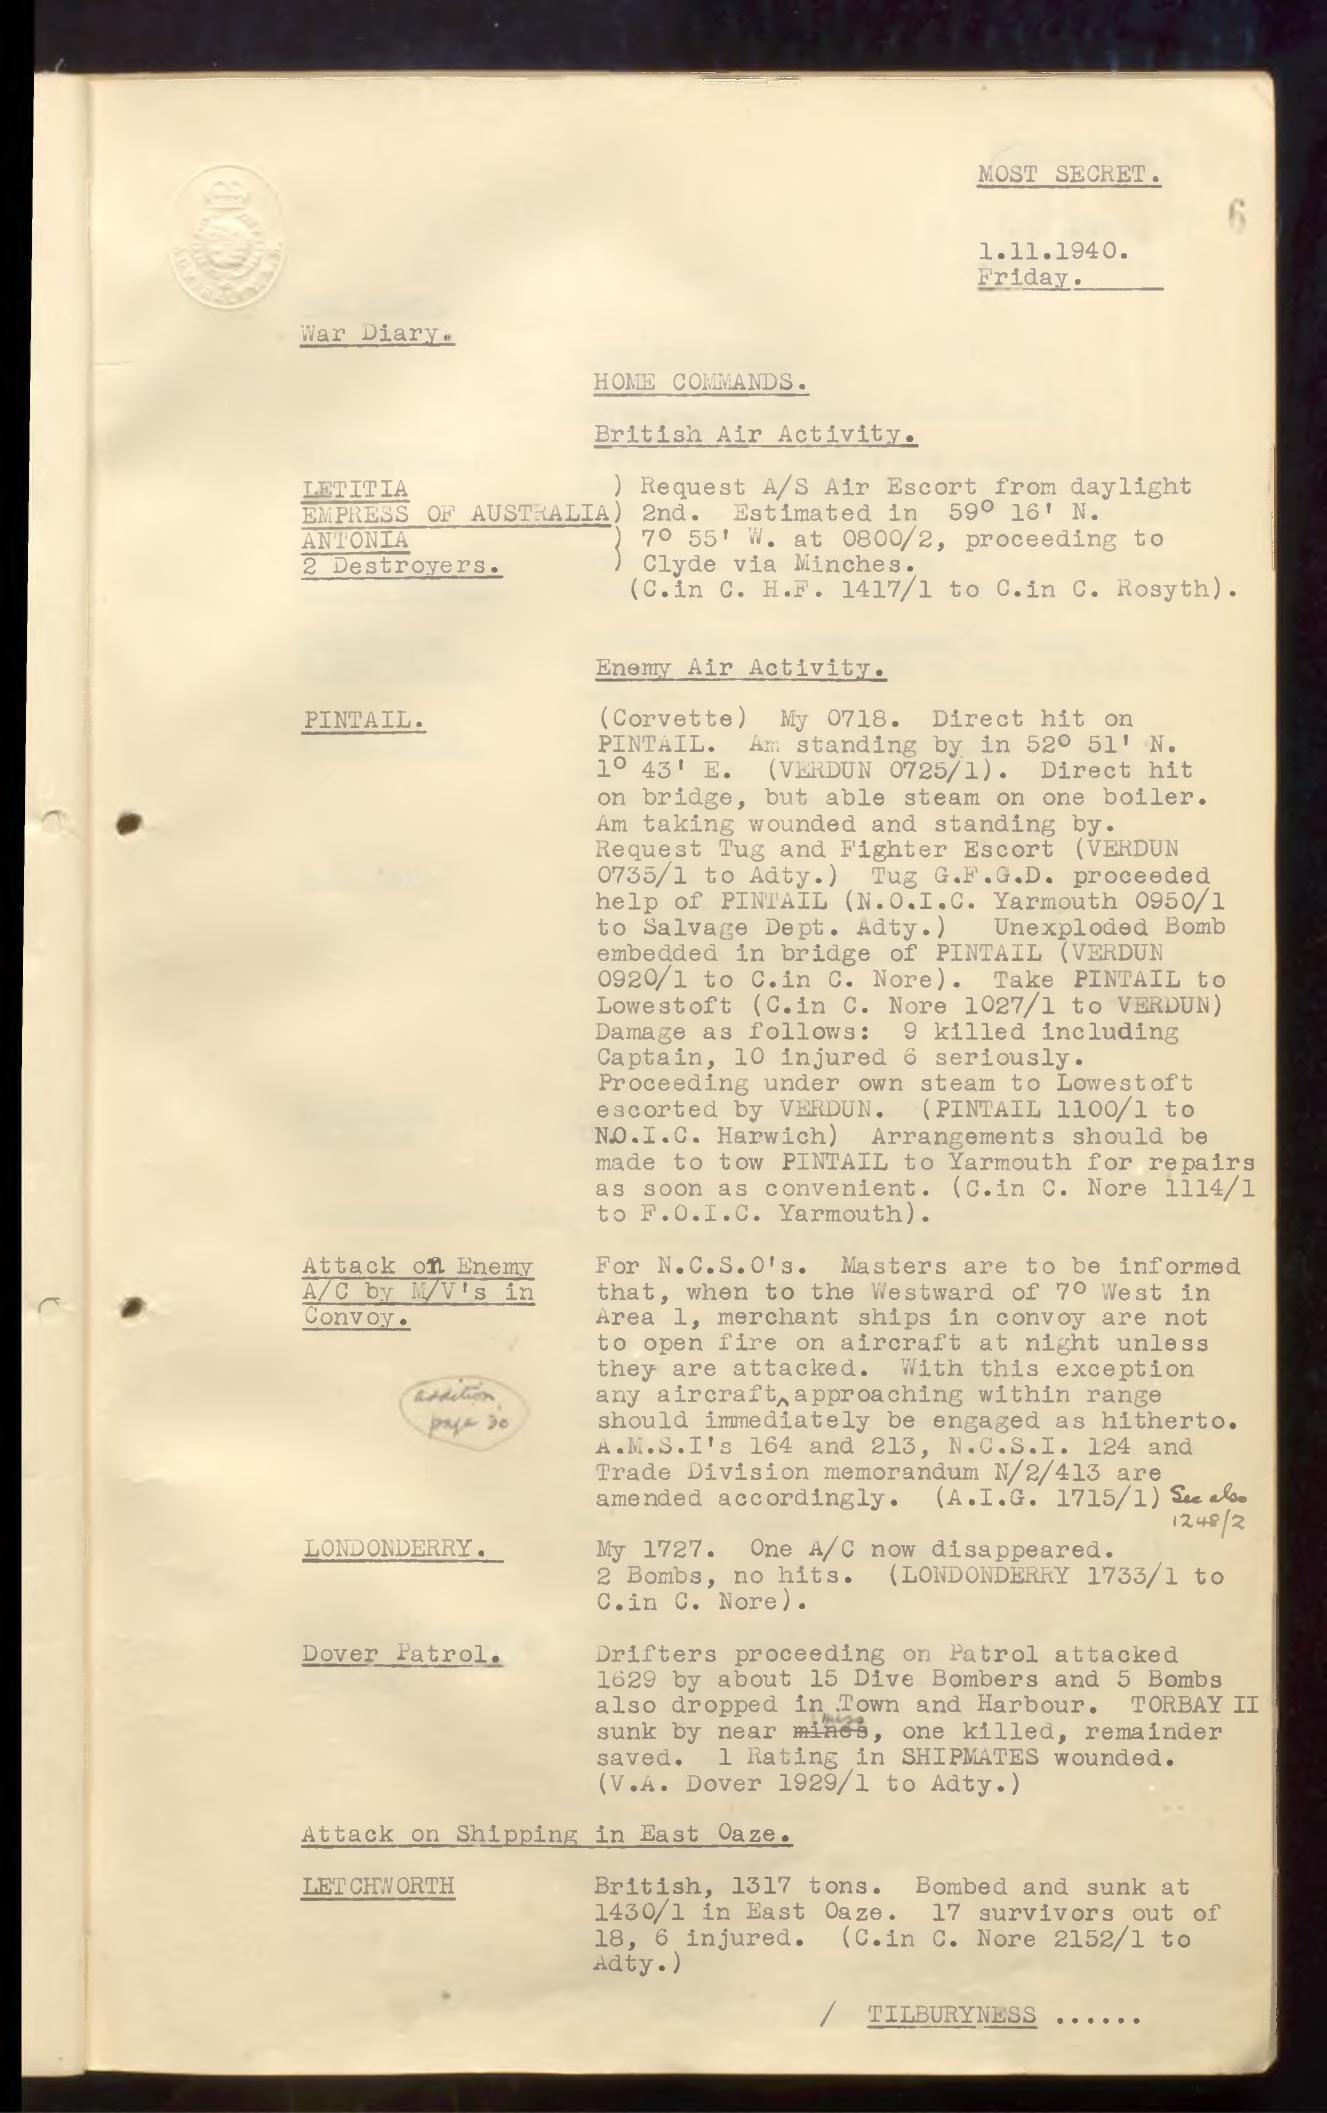 MOST SECRET.
6
1.11.1940.
Friday.
War Diary.
HOME COMMANDS.
British Air Activity.
LETITIA ) Request A/S Air Escort from daylight
EMPRESS OF AUSTRALIA) 2nd. Estimated in 59° 16' N.
ANTONIA ) 7° 55' W. at 0800/2, proceeding to
2 Destroyers. ) Clyde via Minches.
(C.in C. H.F. 1417/1 to C.in C. Rosyth).
Enemy Air Activity.
PINTAIL. (Corvette) My 0718. Direct hit on
PINTAIL. Am standing by in 52° 51' N.
1° 43' E. (VERDUN 0725/1). Direct hit
on bridge, but able steam on one boiler.
Am taking wounded and standing by.
Request Tug and Fighter Escort (VERDUN
0735/1 to Adty.) Tug G.F.G.D. proceeded
help of PINTAIL (N.O.I.C. Yarmouth 0950/1
to Salvage Dept. Adty.) Unexploded Bomb
embedded in bridge of PINTAIL (VERDUN
0920/1 to C.in C. Nore). Take PINTAIL to
Lowestoft (C.in C. Nore 1027/1 to VERDUN)
Damage as follows: 9 killed including
Captain, 10 injured 6 seriously.
Proceeding under own steam to Lowestoft
escorted by VERDUN. (PINTAIL 1100/1 to
N.O.I.C. Harwich) Arrangements should be
made to tow PINTAIL to Yarmouth for repairs
as soon as convenient. (C.in C. Nore 1114/1
to F.O.I.C. Yarmouth).
Attack on Enemy For N.C.S.O's. Masters are to be informed
A/C by M/V's in that, when to the Westward of 7° West in
Convoy. Area 1, merchant ships in convoy are not
to open fire on aircraft at night unless
they are attacked. With this exception
addition any aircraft^approaching within range
page 30 should immediately be engaged as hitherto.
A.M.S.I's 164 and 213, N.C.S.I. 124 and
Trade Division memorandum N/2/413 are
amended accordingly. (A.I.G. 1715/1) See also
1248/2
LONDONDERRY. My 1727. One A/C now disappeared.
2 Bombs, no hits. (LONDONDERRY 1733/1 to
C.in C. Nore).
Dover Patrol. Drifters proceeding on Patrol attacked
1629 by about 15 Dive Bombers and 5 Bombs
also dropped in Town and Harbour. TORBAY II
miss
sunk by near mines, one killed, remainder
saved. 1 Rating in SHIPMATES wounded.
(V.A. Dover 1929/1 to Adty.)
Attack on Shipping in East Oaze.
LETCHWORTH British, 1317 tons. Bombed and sunk at
1430/1 in East Oaze. 17 survivors out of
18, 6 injured. (C.in C. Nore 2152/1 to
Adty.)
/ TILBURYNESS ......